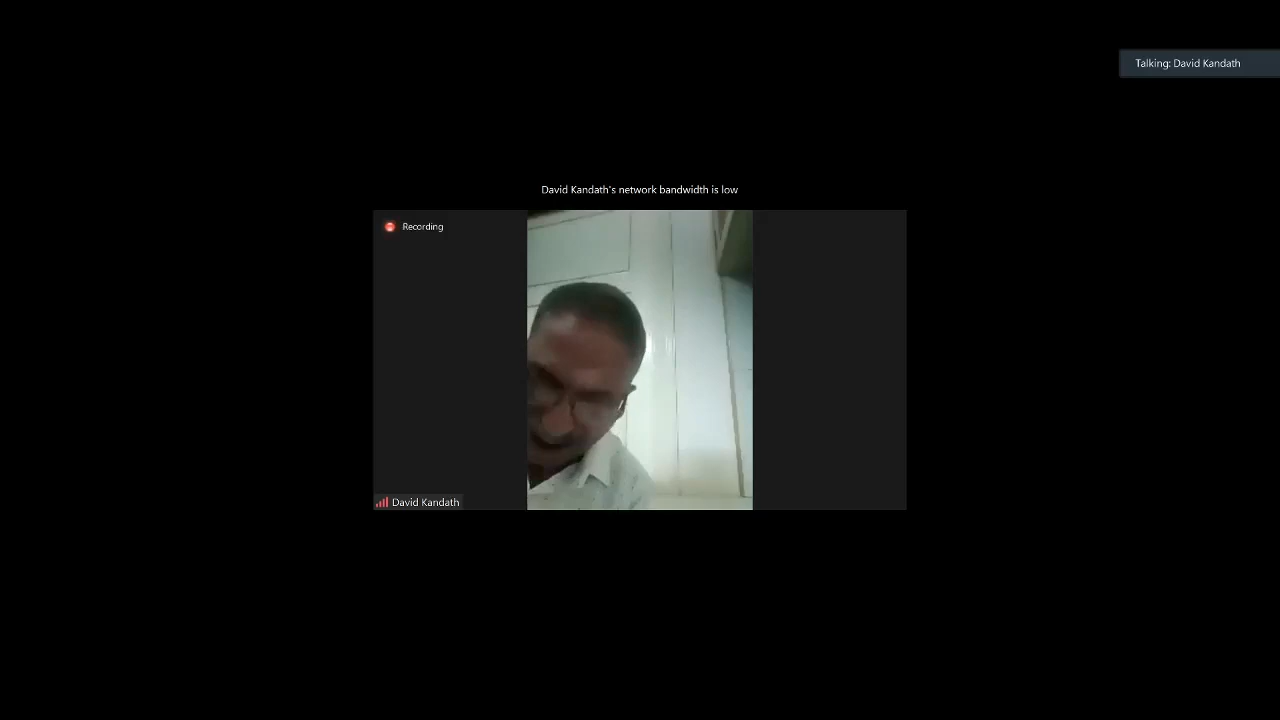 Talking: David Kandath
David Kandath's network bandwidth is low
Recording
David Kandath